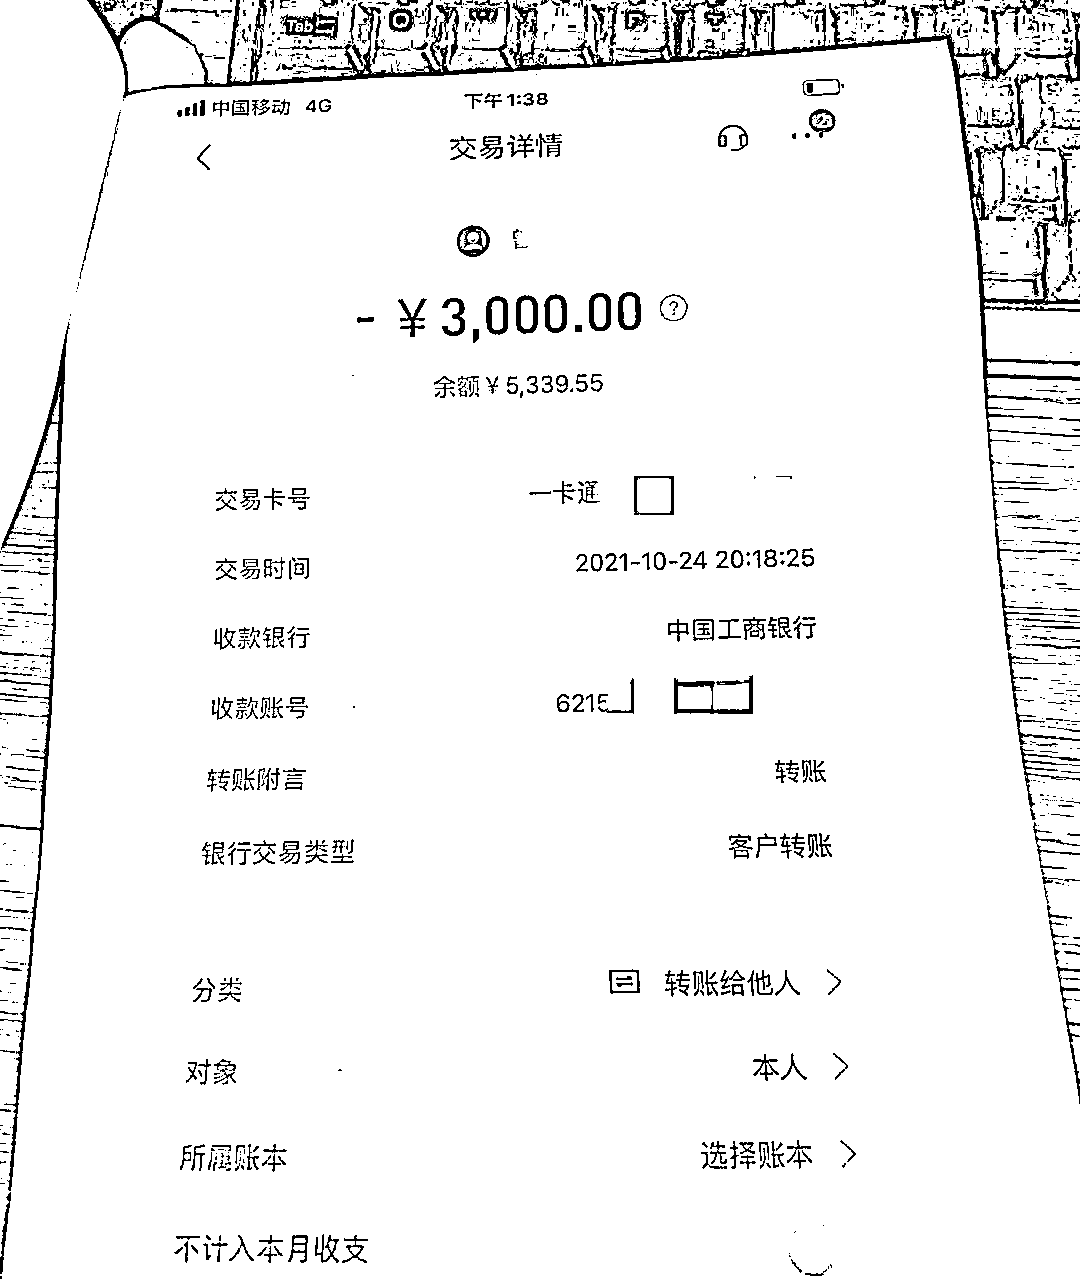 Tab
中国移动 4G 下午1:38
交易详情
- ¥3,000.00 ?
余额¥5,339.55
交易卡号 一卡通
交易时间 2021-10-24 20:18:25
收款银行 中国工商银行
收款账号 6215
转账附言 转账
银行交易类型 客户转账
分类 转账给他人
对象 本人
所属账本 选择账本
不计入本月收支